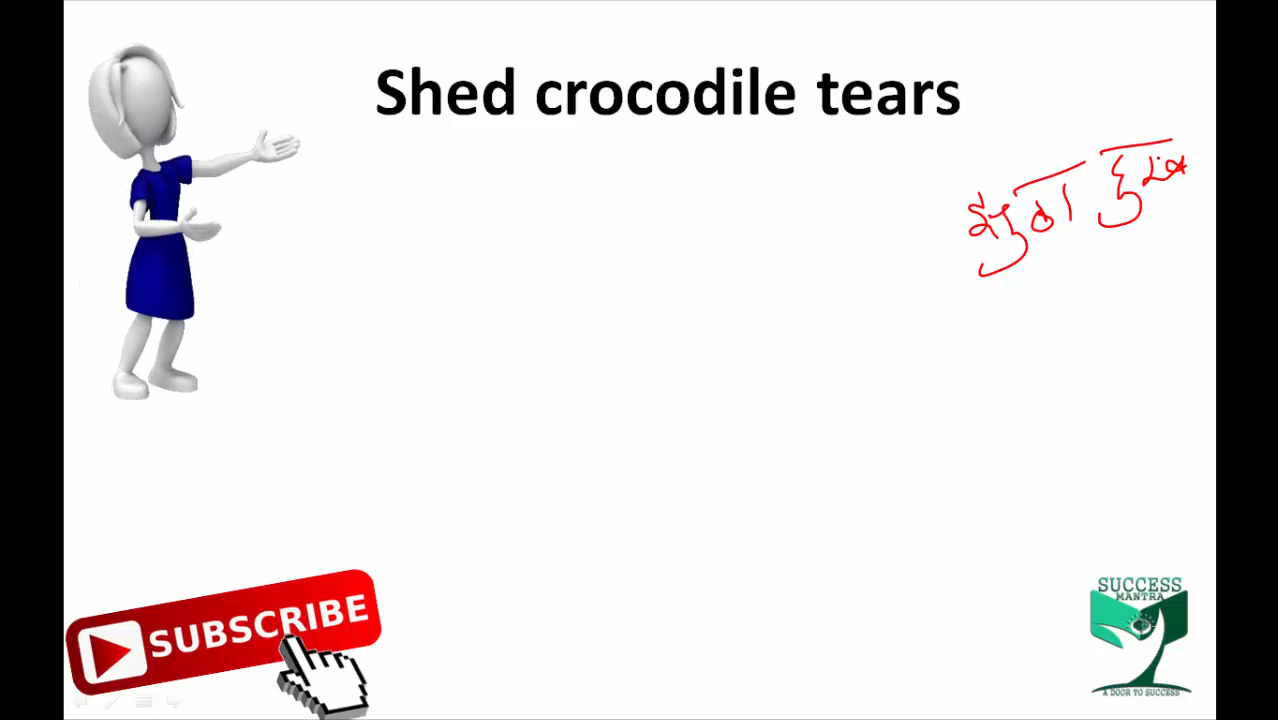 Shed crocodile tears
SUBSCRIBE
SUCCESS
MANTRA
A DOOR TO SUCCESS